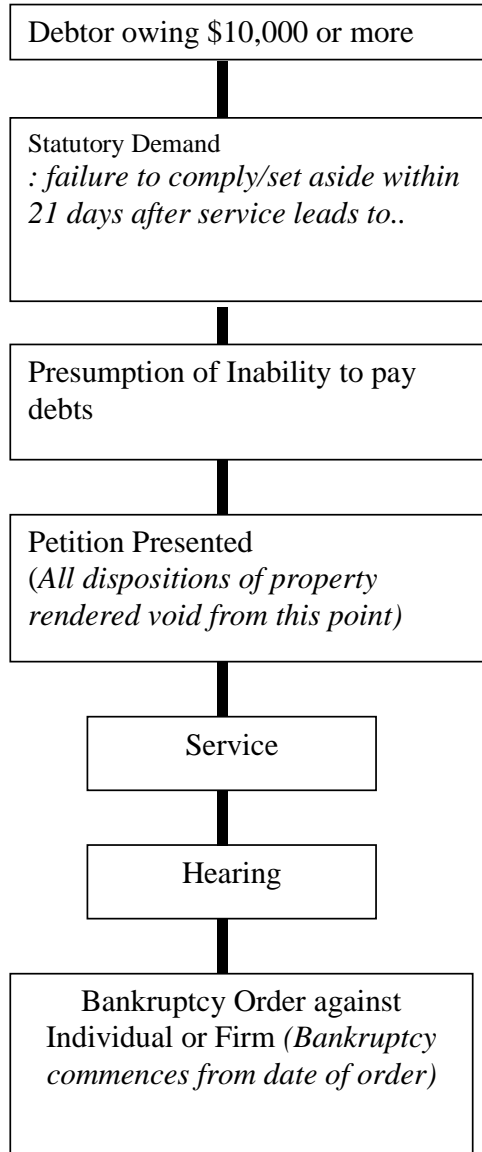 Debtor owing $10,000 or more
Statutory Demand
: failure to comply/set aside within
21 days after service leads to..
Presumption of Inability to pay
debts
Petition Presented
(All dispositions of property
rendered void from this point)
Service
Hearing
Bankruptcy Order against
Individual or Firm (Bankruptcy
commences from date of order)